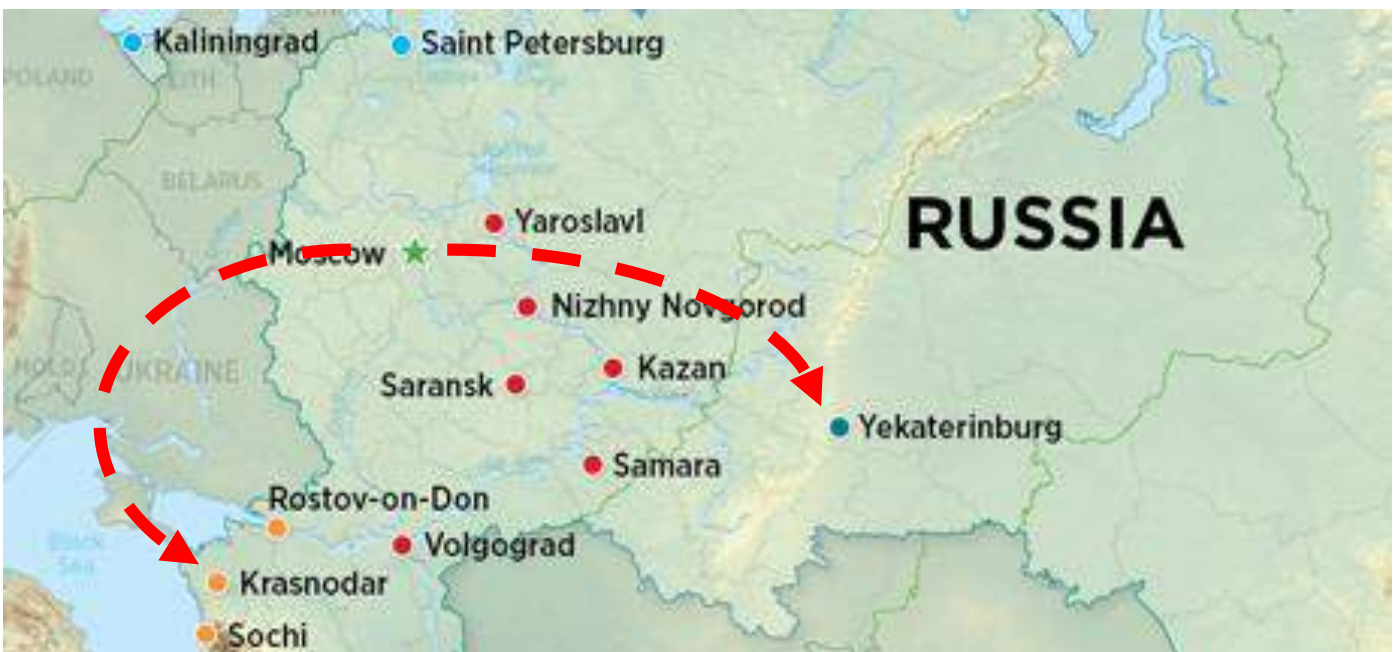 Kaliningrad
Saint Petersburg
POLAND
LITH.
BELARUS
Yaroslavl
RUSSIA
Moscow
Nizhny Novgorod
UKRAINE
Kazan
Saransk
Yekaterinburg
Samara
Rostov-on-Don
Volgograd
Black
Sea
Krasnodar
Sochi